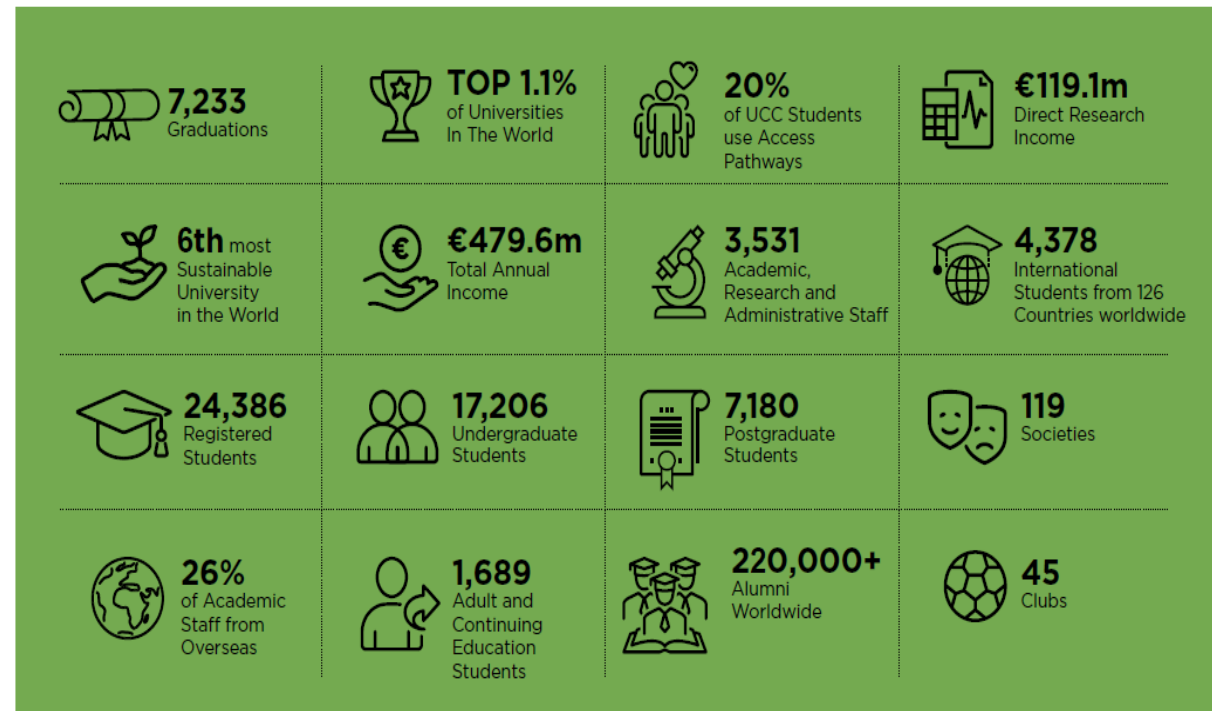 7,233
Graduations
TOP 1.1%
of Universities
In The World
20%
of UCC Students
use Access
Pathways
€119.1m
Direct Research
Income
6th most
Sustainable
University
in the World
€
€479.6m
Total Annual
Income
3,531
Academic,
Research and
Administrative Staff
4,378
International
Students from 126
Countries worldwide
24,386
Registered
Students
17,206
Undergraduate
Students
7,180
Postgraduate
Students
119
Societies
26%
of Academic
Staff from
Overseas
1,689
Adult and
Continuing
Education
Students
220,000+
Alumni
Worldwide
45
Clubs